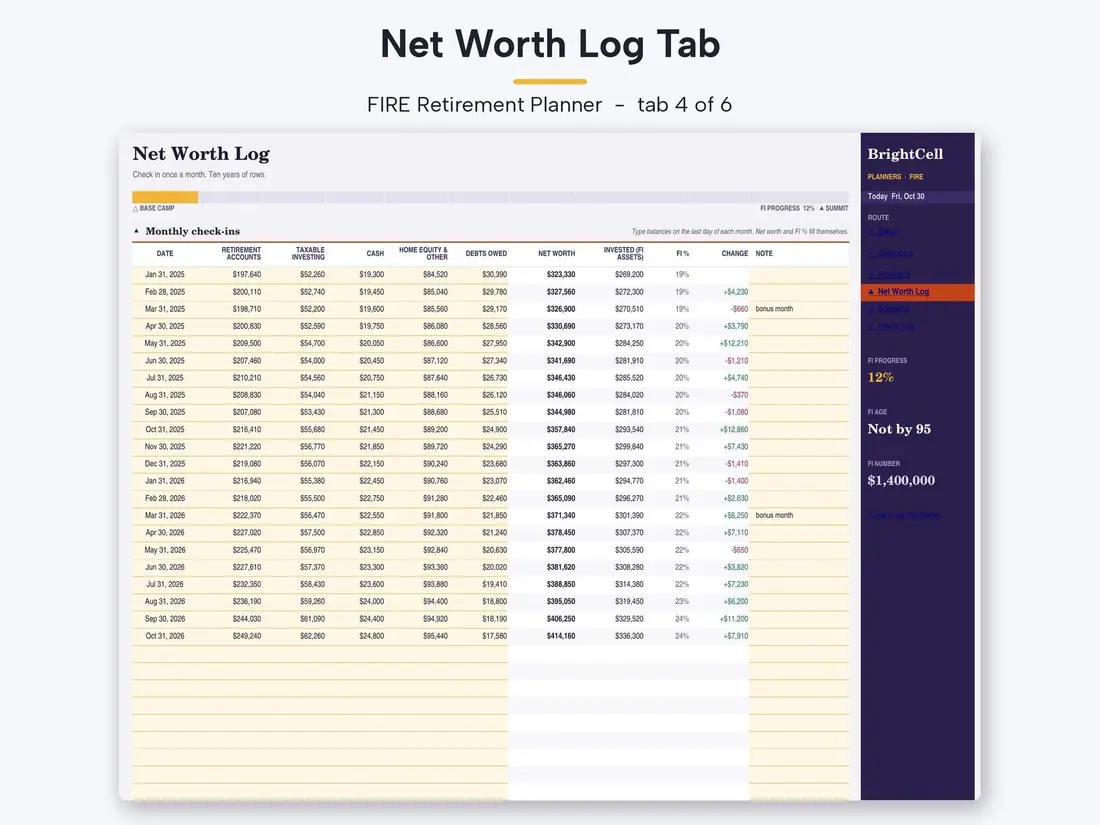 Net Worth Log Tab
FIRE Retirement Planner - tab 4 of 6
Net Worth Log
Check in once a month. Ten years of rows.
△ BASE CAMP
FI PROGRESS 12% ▲ SUMMIT
▲ Monthly check-ins
Type balances on the last day of each month. Net worth and FI % fill themselves.
DATE RETIREMENT ACCOUNTS TAXABLE INVESTING CASH HOME EQUITY & OTHER DEBTS OWED NET WORTH INVESTED (FI ASSETS) FI % CHANGE NOTE
Jan 31, 2025 $197,640 $52,260 $19,300 $84,520 $30,390 $323,330 $269,200 19%
Feb 28, 2025 $200,110 $52,740 $19,450 $85,040 $29,780 $327,560 $272,300 19% +$4,230
Mar 31, 2025 $198,710 $52,200 $19,600 $85,560 $29,170 $326,900 $270,510 19% -$660 bonus month
Apr 30, 2025 $200,830 $52,590 $19,750 $86,080 $28,560 $330,690 $273,170 20% +$3,790
May 31, 2025 $209,500 $54,700 $20,050 $86,600 $27,950 $342,900 $284,250 20% +$12,210
Jun 30, 2025 $207,460 $54,000 $20,450 $87,120 $27,340 $341,690 $281,910 20% -$1,210
Jul 31, 2025 $210,210 $54,560 $20,750 $87,640 $26,730 $346,430 $285,520 20% +$4,740
Aug 31, 2025 $208,830 $54,040 $21,150 $88,160 $26,120 $346,060 $284,020 20% -$370
Sep 30, 2025 $207,080 $53,430 $21,300 $88,680 $25,510 $344,980 $281,810 20% -$1,080
Oct 31, 2025 $216,410 $55,680 $21,450 $89,200 $24,900 $357,840 $293,540 21% +$12,860
Nov 30, 2025 $221,220 $56,770 $21,850 $89,720 $24,290 $365,270 $299,840 21% +$7,430
Dec 31, 2025 $219,080 $56,070 $22,150 $90,240 $23,680 $363,860 $297,300 21% -$1,410
Jan 31, 2026 $216,940 $55,380 $22,450 $90,760 $23,070 $362,460 $294,770 21% -$1,400
Feb 28, 2026 $218,020 $55,500 $22,750 $91,280 $22,460 $365,090 $296,270 21% +$2,630
Mar 31, 2026 $222,370 $56,470 $22,550 $91,800 $21,850 $371,340 $301,390 22% +$6,250 bonus month
Apr 30, 2026 $227,020 $57,500 $22,850 $92,320 $21,240 $378,450 $307,370 22% +$7,110
May 31, 2026 $225,470 $56,970 $23,150 $92,840 $20,630 $377,800 $305,590 22% -$650
Jun 30, 2026 $227,610 $57,370 $23,300 $93,360 $20,020 $381,620 $308,280 22% +$3,820
Jul 31, 2026 $232,350 $58,430 $23,600 $93,880 $19,410 $388,850 $314,380 22% +$7,230
Aug 31, 2026 $236,190 $59,260 $24,000 $94,400 $18,800 $395,050 $319,450 23% +$6,200
Sep 30, 2026 $244,030 $61,090 $24,400 $94,920 $18,190 $406,250 $329,520 24% +$11,200
Oct 31, 2026 $249,240 $62,260 $24,800 $95,440 $17,580 $414,160 $336,300 24% +$7,910
BrightCell
PLANNERS · FIRE
Today Fri, Oct 30
ROUTE
▲ Net Worth Log
FI PROGRESS
12%
FI AGE
Not by 95
FI NUMBER
$1,400,000